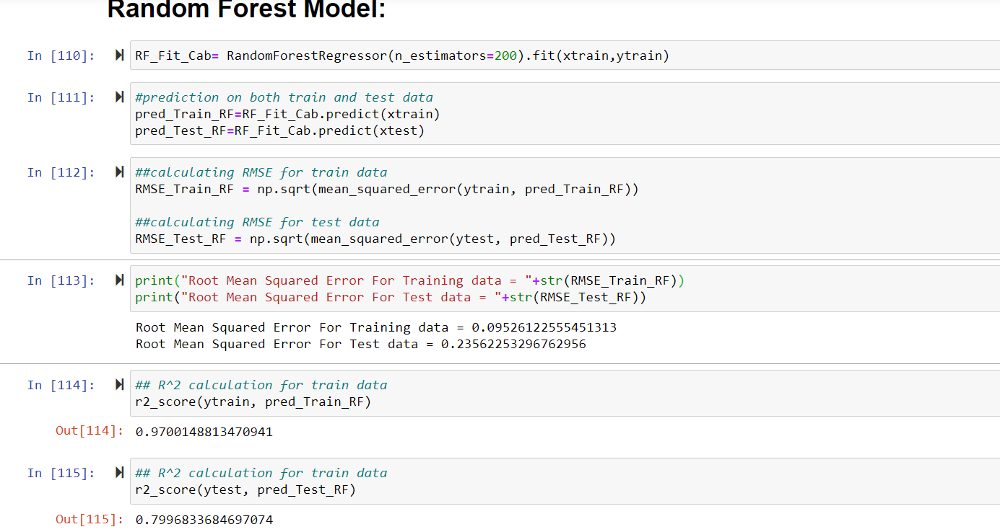 Random Forest Model:
In [110]: RF_Fit_Cab= RandomForestRegressor(n_estimators=200).fit(xtrain,ytrain)
In [111]: #prediction on both train and test data
pred_Train_RF=RF_Fit_Cab.predict(xtrain)
pred_Test_RF=RF_Fit_Cab.predict(xtest)
In [112]: ##calculating RMSE for train data
RMSE_Train_RF = np.sqrt(mean_squared_error(ytrain, pred_Train_RF))
##calculating RMSE for test data
RMSE_Test_RF = np.sqrt(mean_squared_error(ytest, pred_Test_RF))
In [113]: print("Root Mean Squared Error For Training data = "+str(RMSE_Train_RF))
print("Root Mean Squared Error For Test data = "+str(RMSE_Test_RF))
Root Mean Squared Error For Training data = 0.09526122555451313
Root Mean Squared Error For Test data = 0.23562253296762956
In [114]: ## R^2 calculation for train data
r2_score(ytrain, pred_Train_RF)
Out[114]: 0.9700148813470941
In [115]: ## R^2 calculation for train data
r2_score(ytest, pred_Test_RF)
Out[115]: 0.7996833684697074